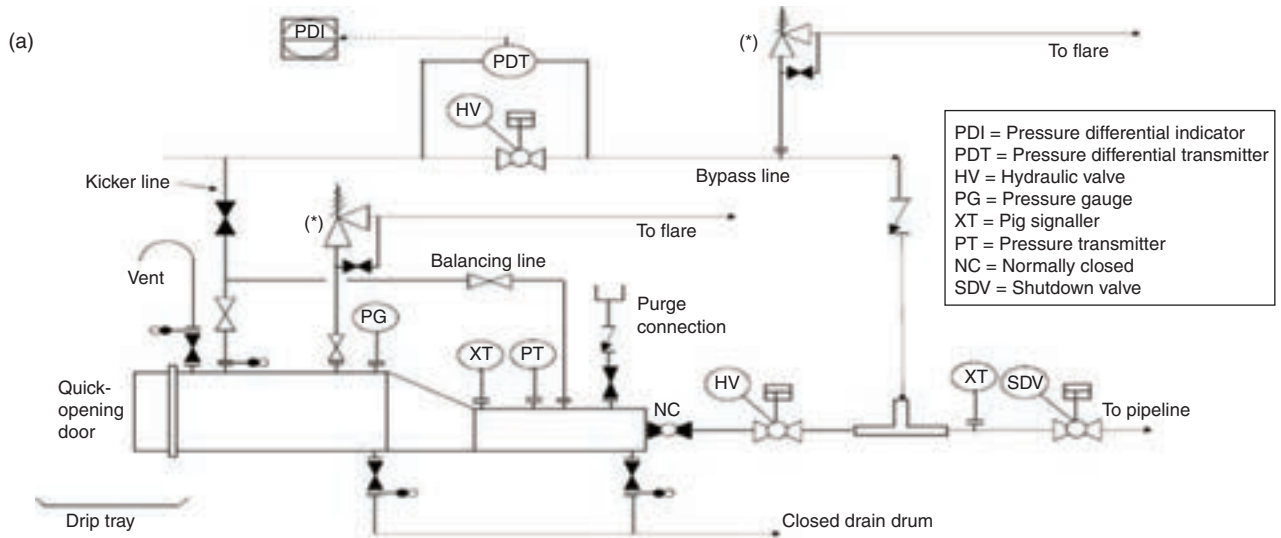 (a)
PDI
PDT
HV
(*)
To flare
PDI = Pressure differential indicator
PDT = Pressure differential transmitter
HV = Hydraulic valve
PG = Pressure gauge
XT = Pig signaller
PT = Pressure transmitter
NC = Normally closed
SDV = Shutdown valve
Kicker line
Bypass line
(*)
To flare
Vent
Balancing line
Purge
connection
PG
XT
PT
Quick-
opening
door
NC
HV
XT
SDV
To pipeline
Drip tray
Closed drain drum